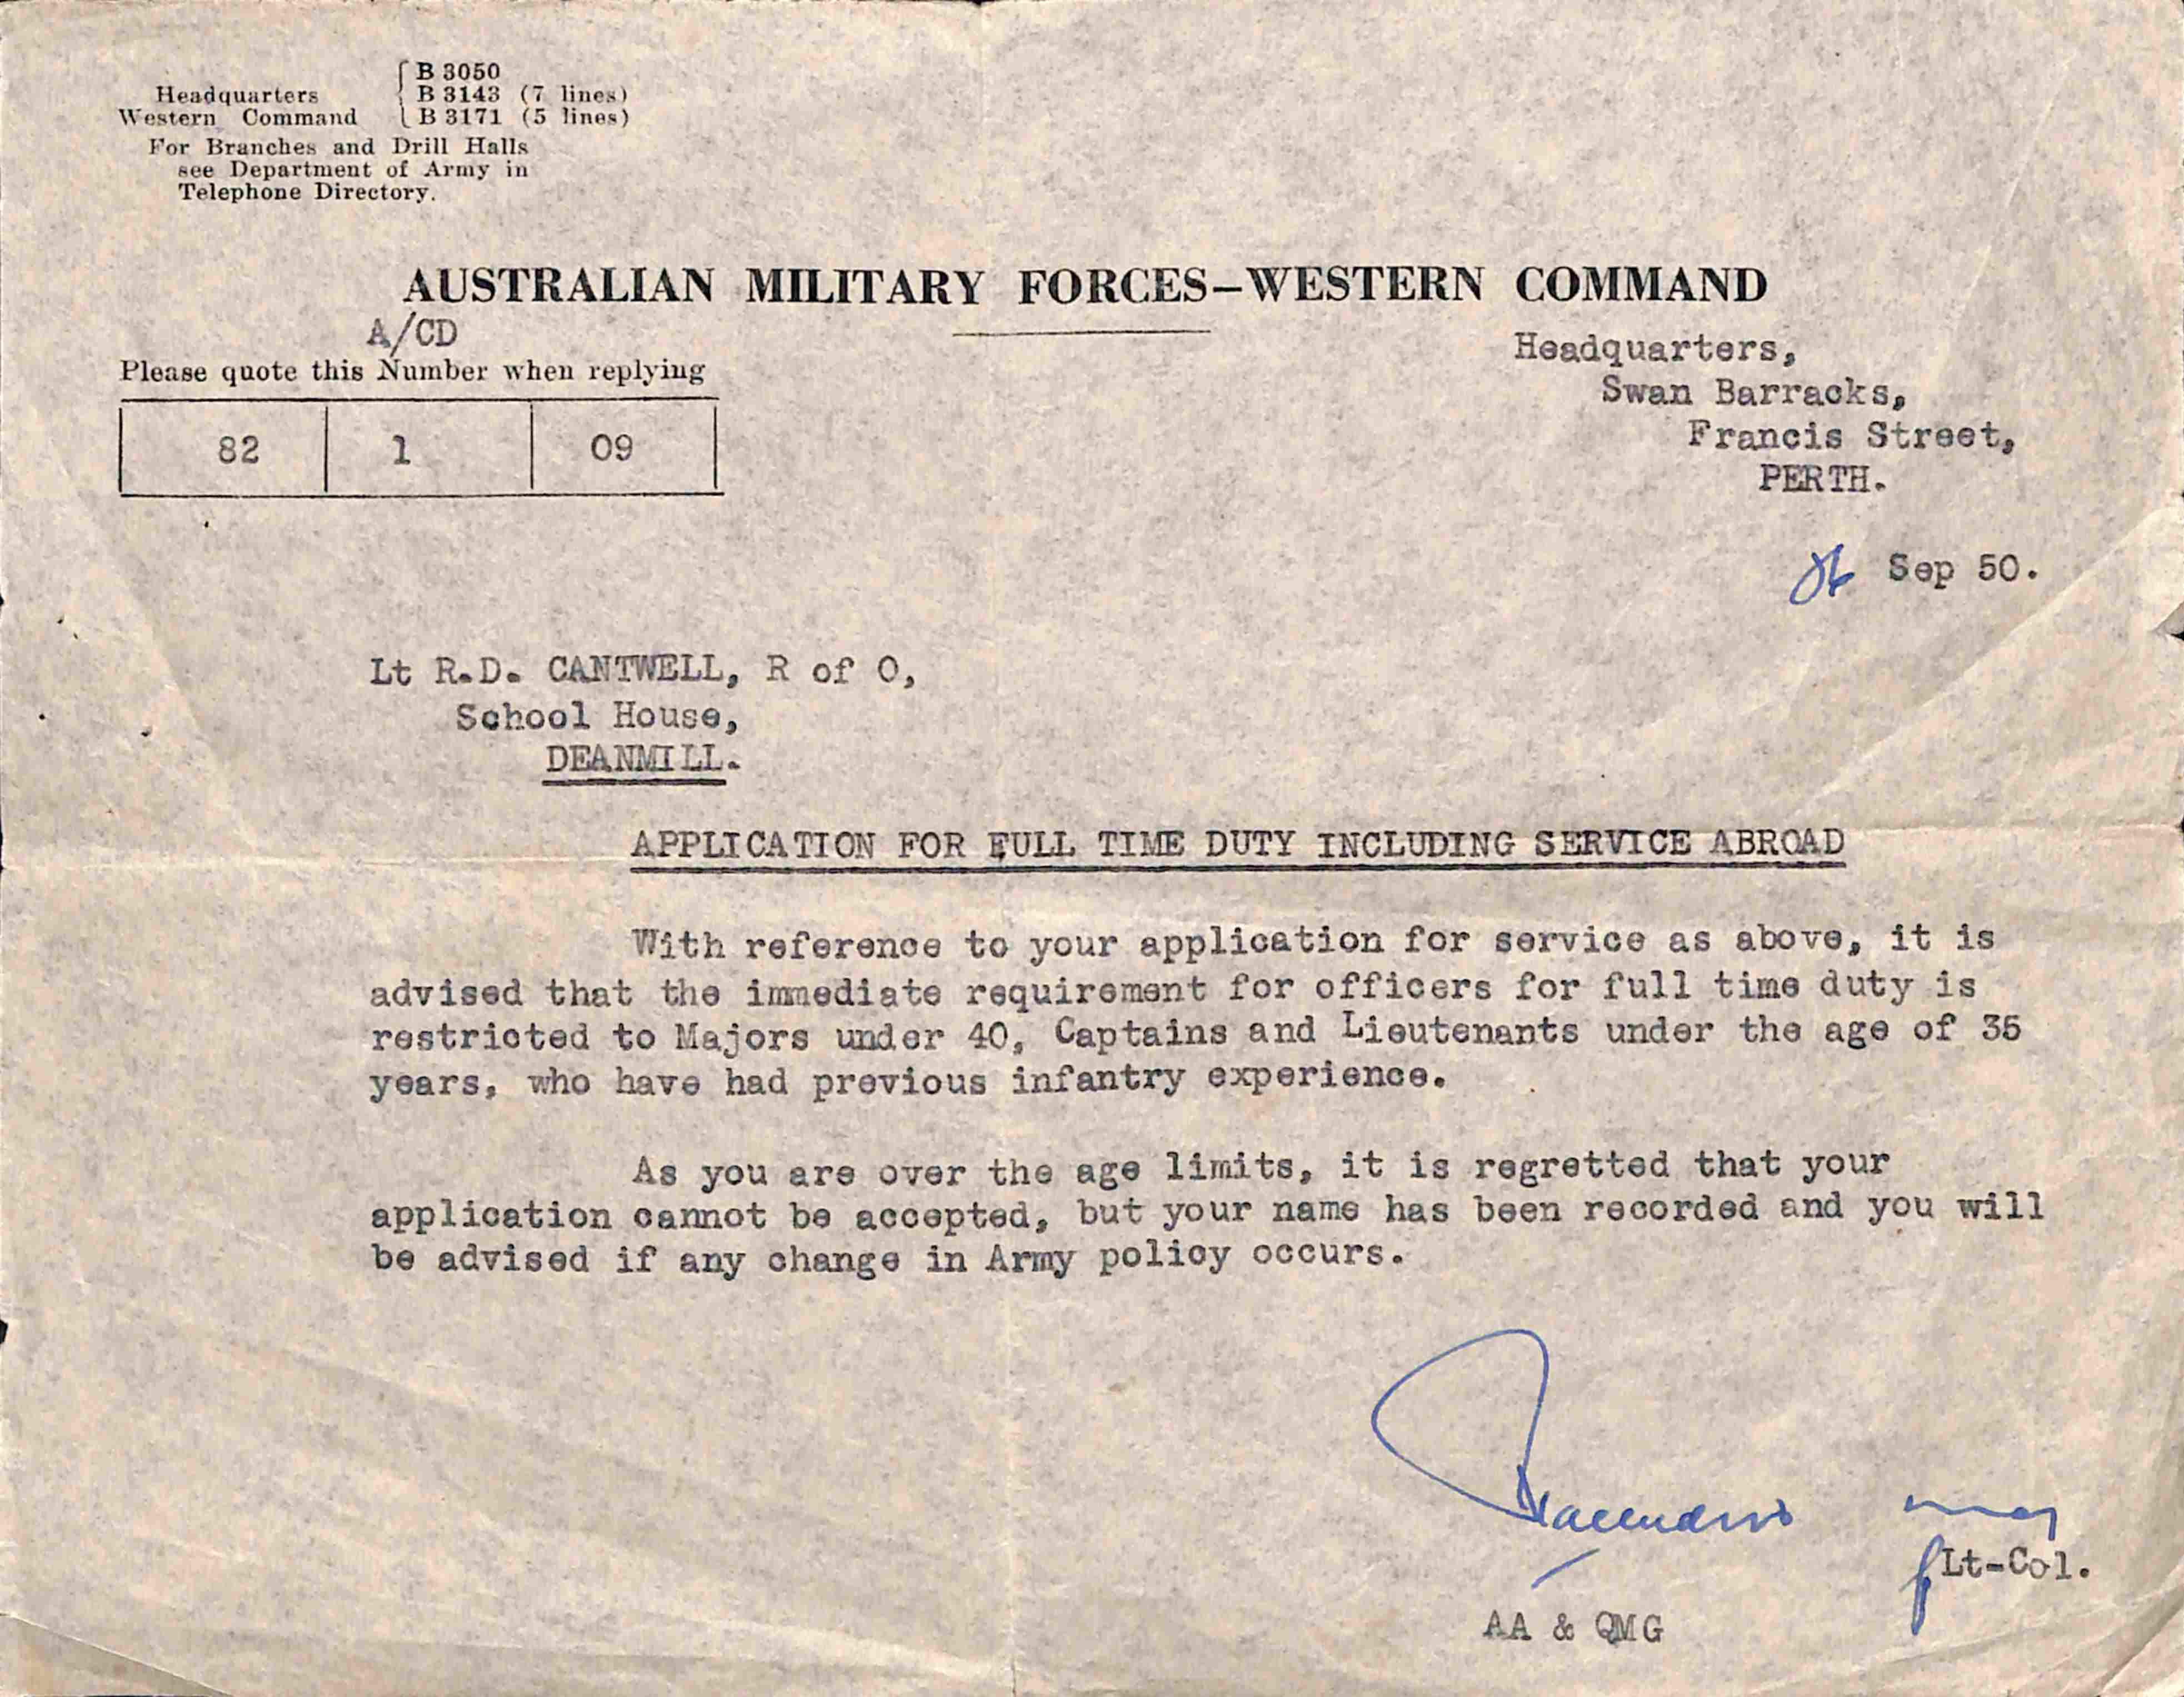 Headquarters
Western Command
B 3050
B 3143 (7 lines)
B 3171 (5 lines)
For Branches and Drill Halls
see Department of Army in
Telephone Directory.
AUSTRALIAN MILITARY FORCES–WESTERN COMMAND
A/CD
Please quote this Number when replying
82 1 09
Headquarters,
Swan Barracks,
Francis Street,
PERTH.
Sep 50.
Lt R.D. CANTWELL, R of O,
School House,
DEANMILL.
APPLICATION FOR FULL TIME DUTY INCLUDING SERVICE ABROAD
With reference to your application for service as above, it is
advised that the immediate requirement for officers for full time duty is
restricted to Majors under 40, Captains and Lieutenants under the age of 35
years, who have had previous infantry experience.
As you are over the age limits, it is regretted that your
application cannot be accepted, but your name has been recorded and you will
be advised if any change in Army policy occurs.
Lt-Col.
AA & QMG